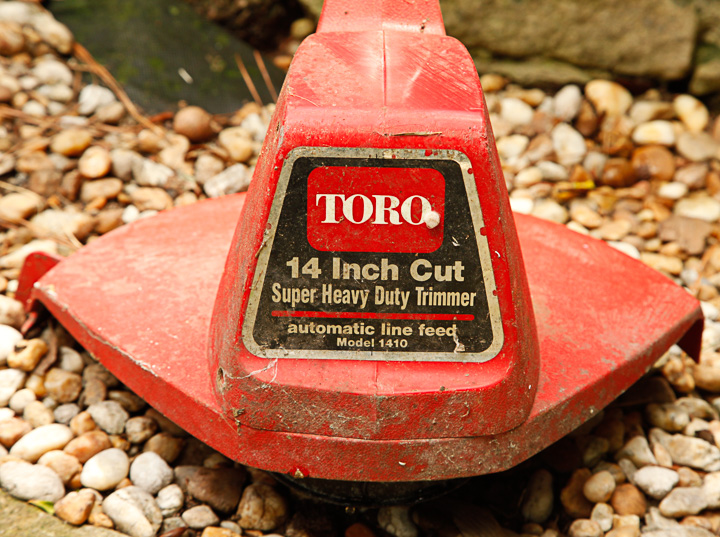 TORO
14 Inch Cut
Super Heavy Duty Trimmer
automatic line feed
Model 1410